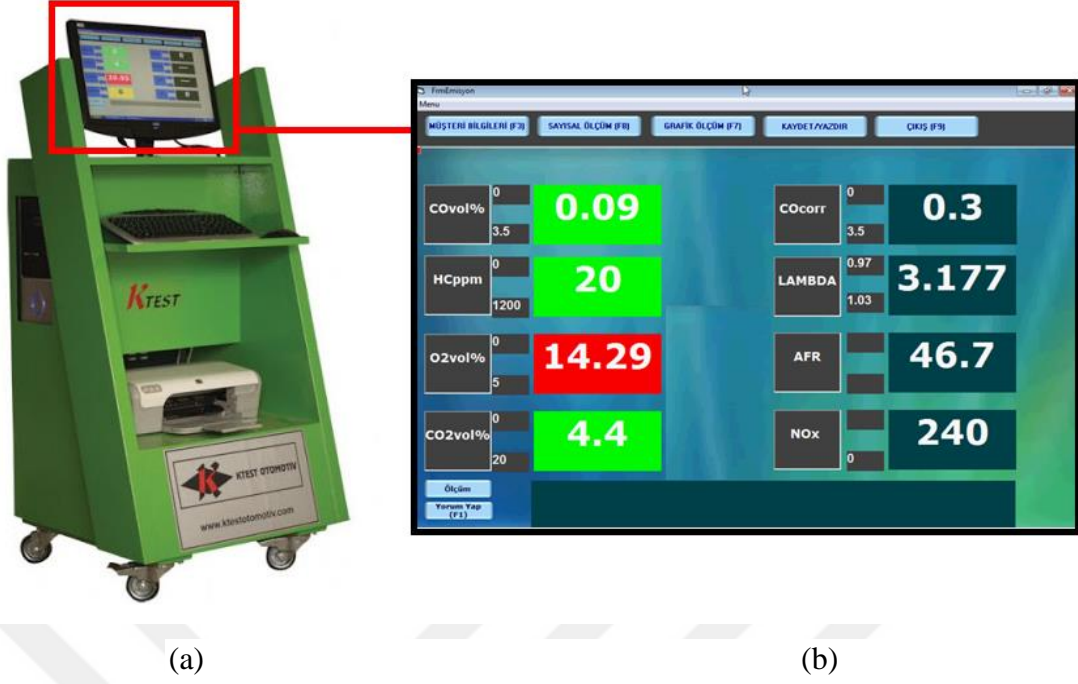 FrmEmisyon
Menu
MÜŞTERİ BİLGİLERİ (F3) SAYISAL ÖLÇÜM (F8) GRAFİK ÖLÇÜM (F7) KAYDET/YAZDIR ÇIKIŞ (F9)
COvol% 0 3.5 0.09
COcorr 0 3.5 0.3
HCppm 0 1200 20
LAMBDA 0.97 1.03 3.177
O2vol% 0 5 14.29
AFR 46.7
CO2vol% 0 20 4.4
NOx 0 240
Ölçüm
Yorum Yap
(F1)
KTEST
K KTEST OTOMOTİV
www.ktestotomotiv.com
(a) (b)